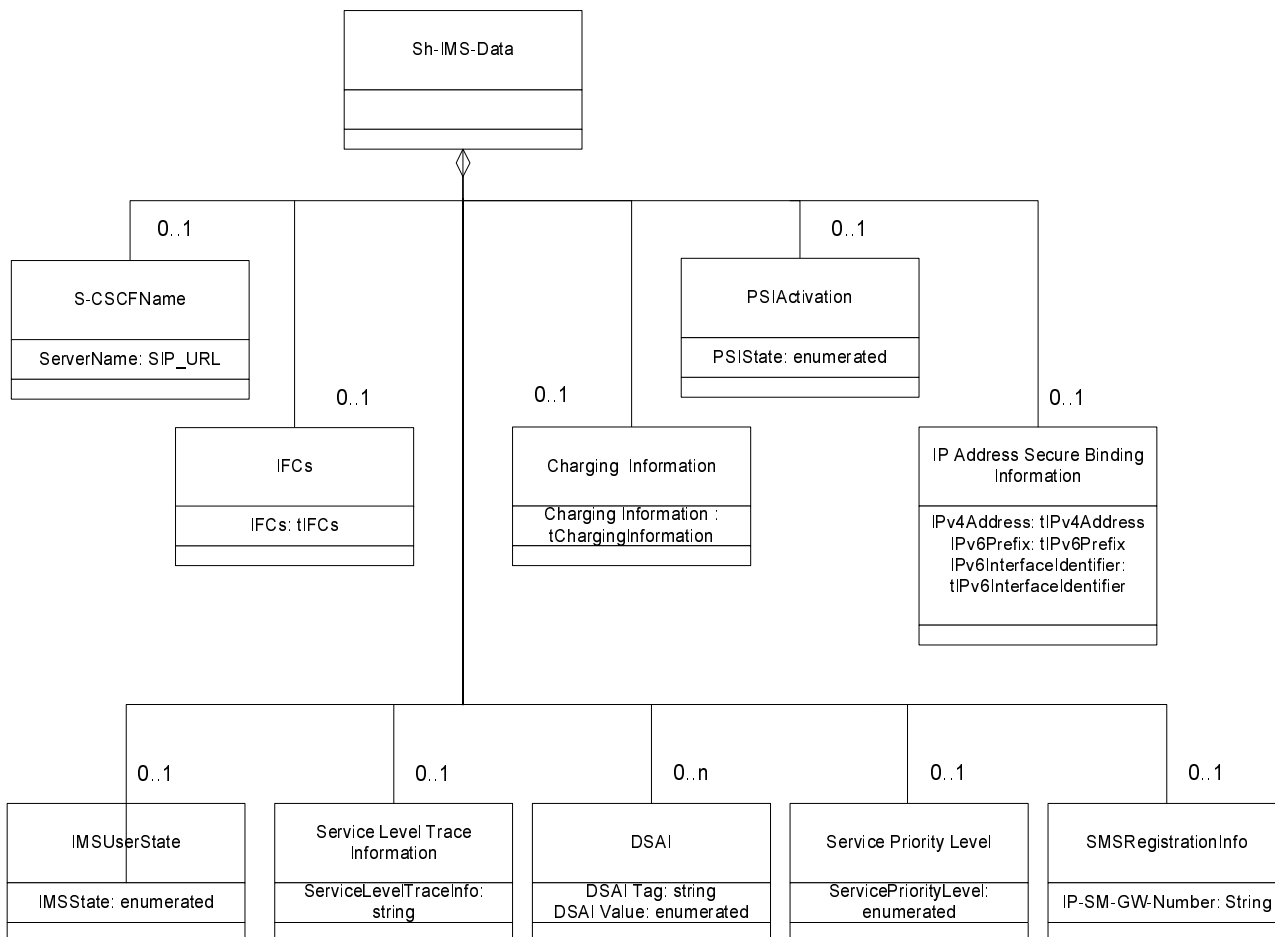 Sh-IMS-Data
0..1
0..1
S-CSCFName
ServerName: SIP_URL
PSIActivation
PSIState: enumerated
0..1
0..1
0..1
IFCs
IFCs: tIFCs
Charging Information
Charging Information :
tChargingInformation
IP Address Secure Binding
Information
IPv4Address: tIPv4Address
IPv6Prefix: tIPv6Prefix
IPv6InterfaceIdentifier:
tIPv6InterfaceIdentifier
0..1
0..1
0..n
0..1
0..1
IMSUserState
IMSState: enumerated
Service Level Trace
Information
ServiceLevelTraceInfo:
string
DSAI
DSAI Tag: string
DSAI Value: enumerated
Service Priority Level
ServicePriorityLevel:
enumerated
SMSRegistrationInfo
IP-SM-GW-Number: String